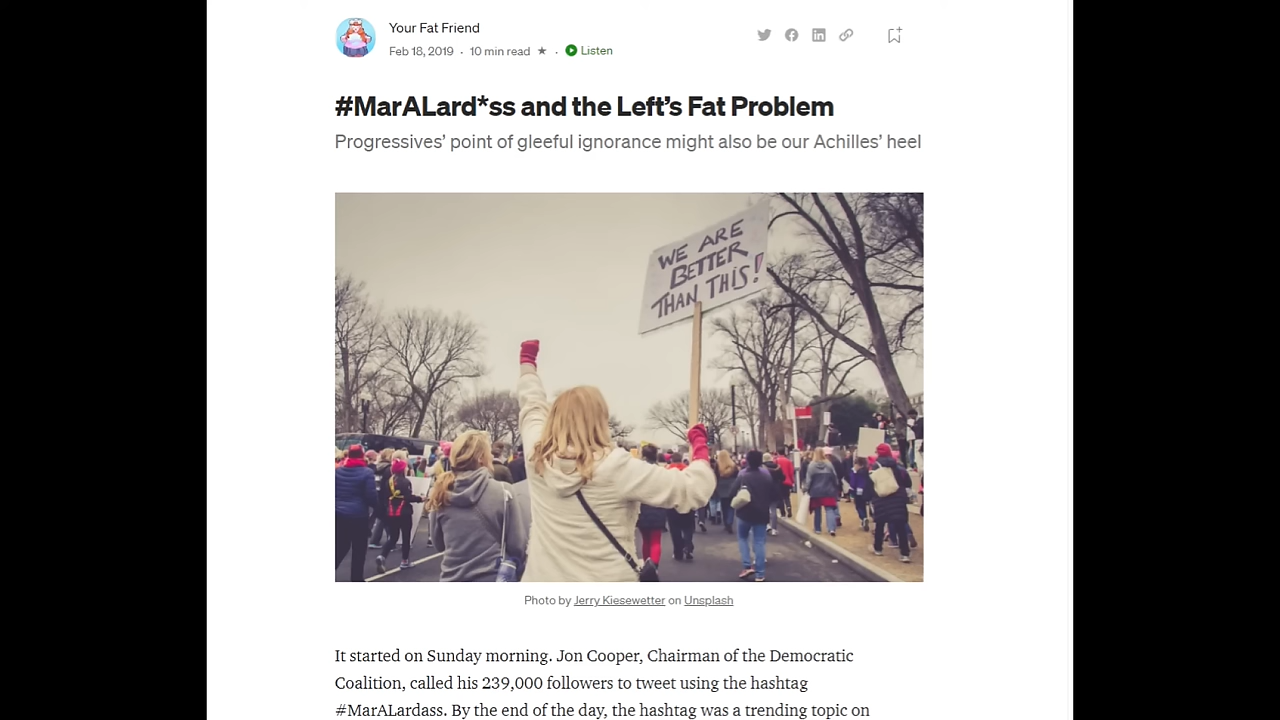 Your Fat Friend
Feb 18, 2019 · 10 min read ★ · Listen
#MarALard*ss and the Left's Fat Problem
Progressives' point of gleeful ignorance might also be our Achilles' heel
WE ARE
BETTER
THAN THIS!
Photo by Jerry Kiesewetter on Unsplash
It started on Sunday morning. Jon Cooper, Chairman of the Democratic
Coalition, called his 239,000 followers to tweet using the hashtag
#MarALardass. By the end of the day, the hashtag was a trending topic on